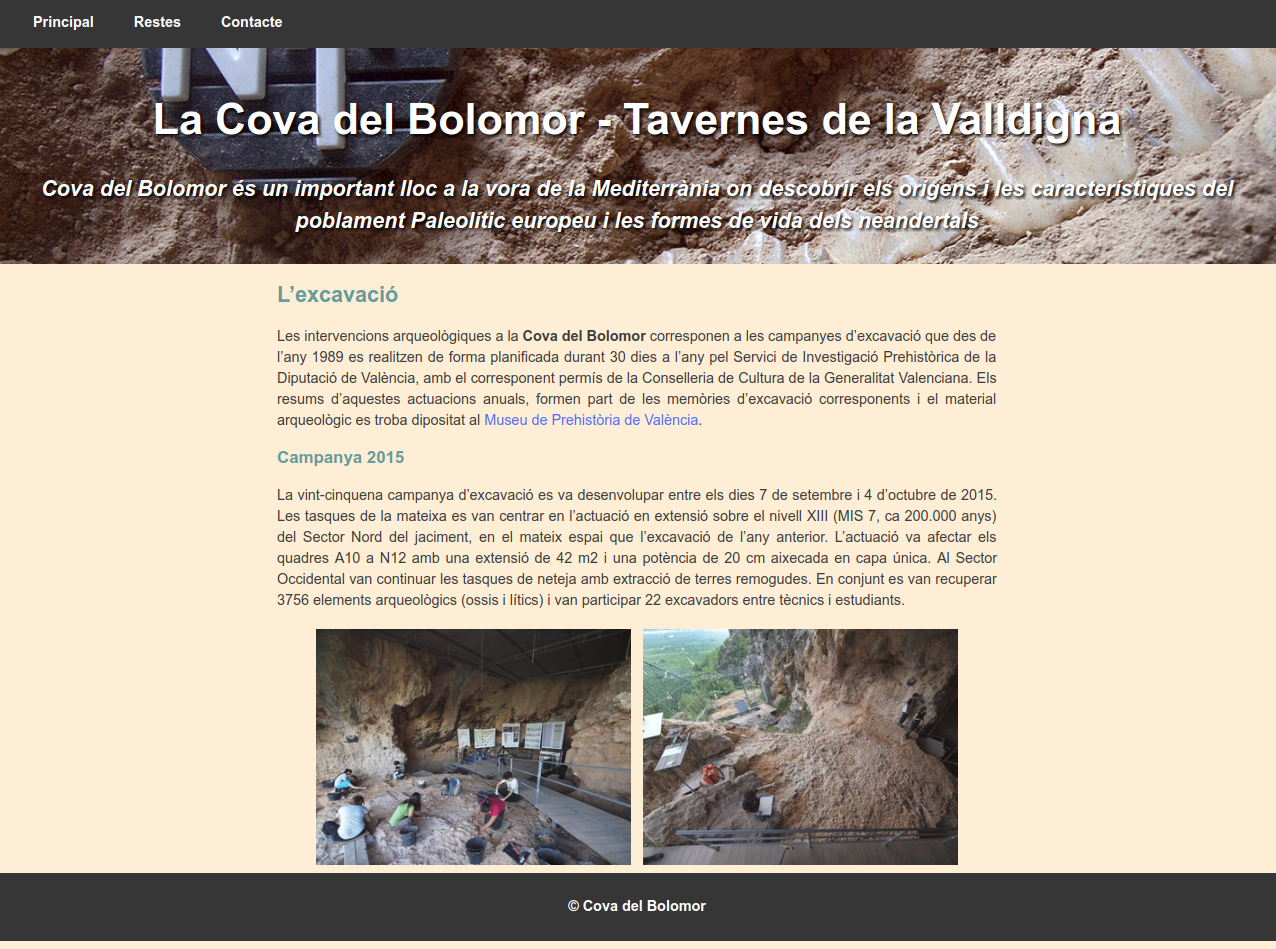 Principal Restes Contacte
La Cova del Bolomor - Tavernes de la Valldigna
Cova del Bolomor és un important lloc a la vora de la Mediterrània on descobrir els orígens i les característiques del
poblament Paleolític europeu i les formes de vida dels neandertals
L’excavació
Les intervencions arqueològiques a la Cova del Bolomor corresponen a les campanyes d’excavació que des de
l’any 1989 es realitzen de forma planificada durant 30 dies a l’any pel Servici de Investigació Prehistòrica de la
Diputació de València, amb el corresponent permís de la Conselleria de Cultura de la Generalitat Valenciana. Els
resums d’aquestes actuacions anuals, formen part de les memòries d’excavació corresponents i el material
arqueològic es troba dipositat al Museu de Prehistòria de València.
Campanya 2015
La vint-cinquena campanya d’excavació es va desenvolupar entre els dies 7 de setembre i 4 d’octubre de 2015.
Les tasques de la mateixa es van centrar en l’actuació en extensió sobre el nivell XIII (MIS 7, ca 200.000 anys)
del Sector Nord del jaciment, en el mateix espai que l’excavació de l’any anterior. L’actuació va afectar els
quadres A10 a N12 amb una extensió de 42 m2 i una potència de 20 cm aixecada en capa única. Al Sector
Occidental van continuar les tasques de neteja amb extracció de terres remogudes. En conjunt es van recuperar
3756 elements arqueològics (ossis i lítics) i van participar 22 excavadors entre tècnics i estudiants.
© Cova del Bolomor